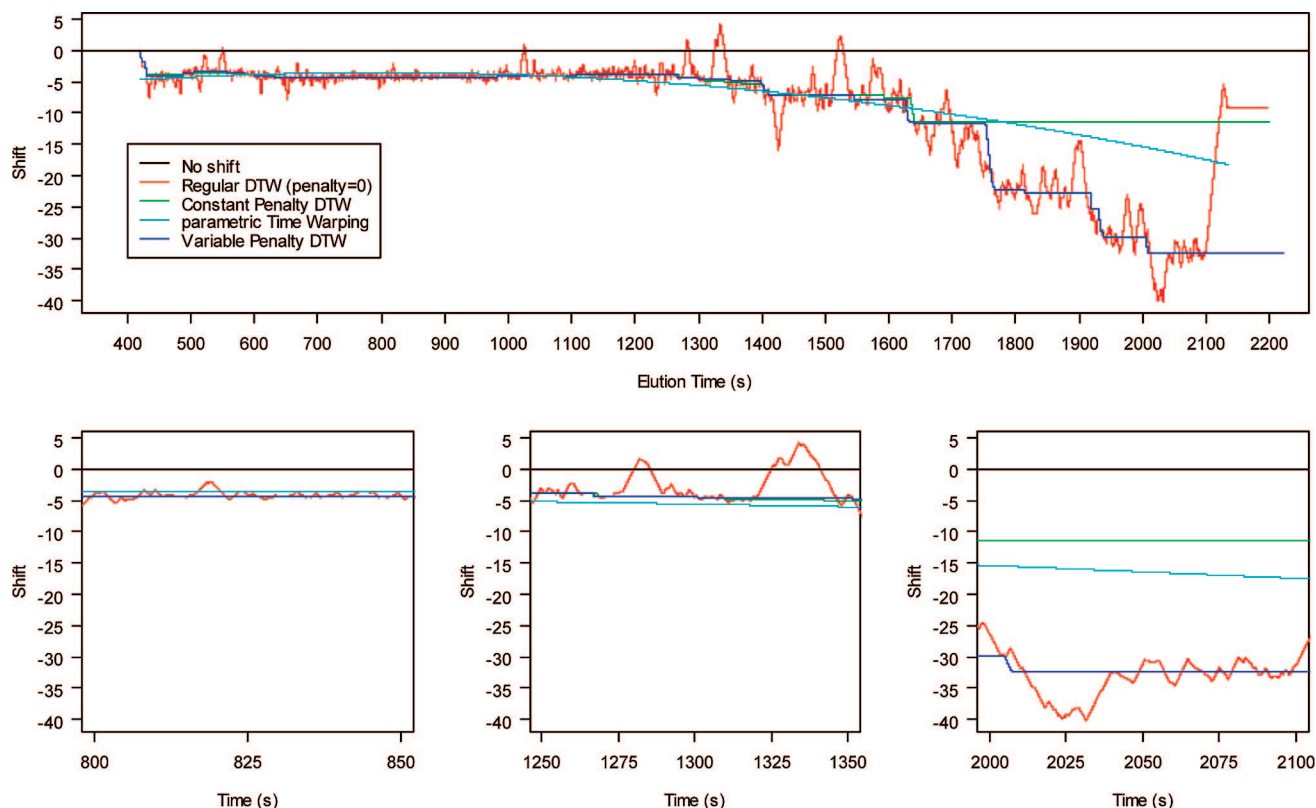 5
0
-5
-10
-15
-20
-25
-30
-35
-40
Shift
No shift
Regular DTW (penalty=0)
Constant Penalty DTW
parametric Time Warping
Variable Penalty DTW
400 500 600 700 800 900 1000 1100 1200 1300 1400 1500 1600 1700 1800 1900 2000 2100 2200
Elution Time (s)
5
0
-5
-10
-15
-20
-25
-30
-35
-40
Shift
800 825 850
Time (s)
5
0
-5
-10
-15
-20
-25
-30
-35
-40
Shift
1250 1275 1300 1325 1350
Time (s)
5
0
-5
-10
-15
-20
-25
-30
-35
-40
Shift
2000 2025 2050 2075 2100
Time (s)